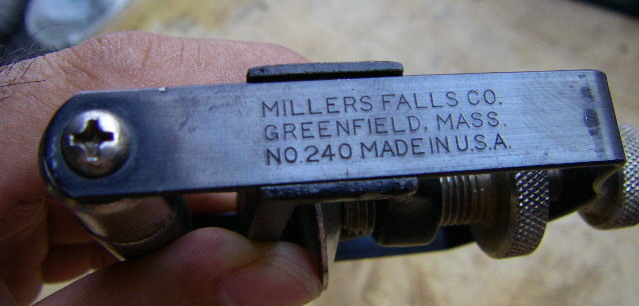 MILLERS FALLS CO.
GREENFIELD, MASS.
NO. 240 MADE IN U.S.A.